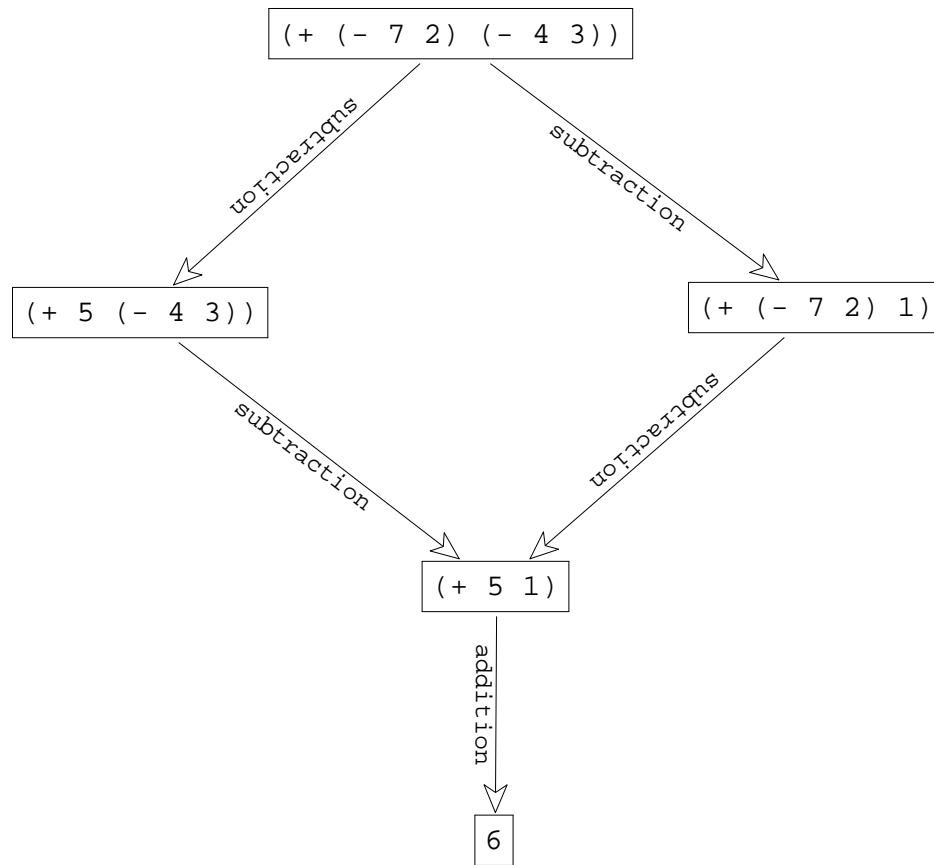 (+ (- 7 2) (- 4 3))
subtraction
subtraction
(+ 5 (- 4 3))
(+ (- 7 2) 1)
subtraction
subtraction
(+ 5 1)
addition
6